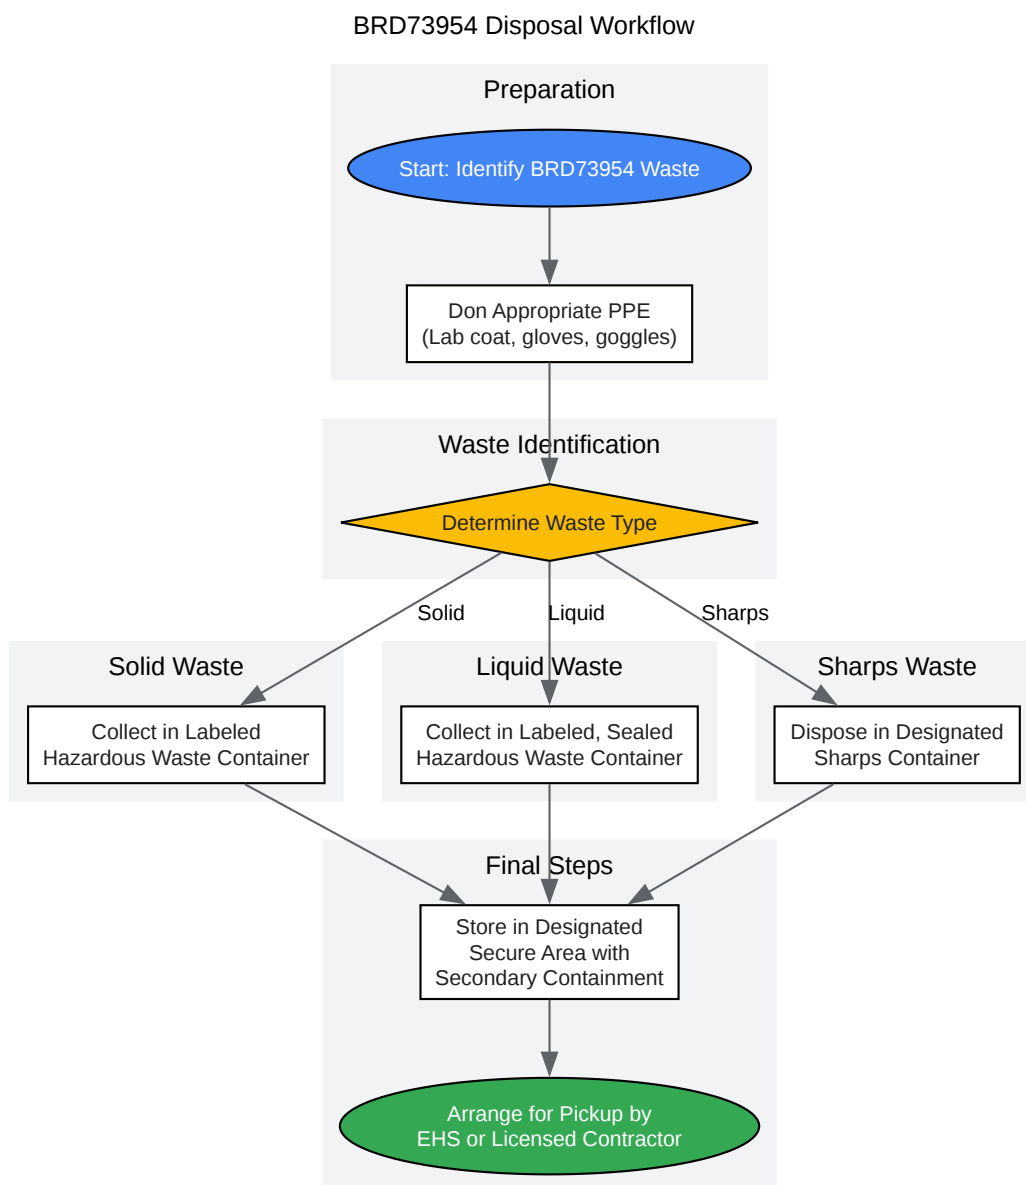 BRD73954 Disposal Workflow
Preparation
Start: Identify BRD73954 Waste
Don Appropriate PPE
(Lab coat, gloves, goggles)
Waste Identification
Determine Waste Type
Solid
Liquid
Sharps
Solid Waste
Collect in Labeled
Hazardous Waste Container
Liquid Waste
Collect in Labeled, Sealed
Hazardous Waste Container
Sharps Waste
Dispose in Designated
Sharps Container
Final Steps
Store in Designated
Secure Area with
Secondary Containment
Arrange for Pickup by
EHS or Licensed Contractor